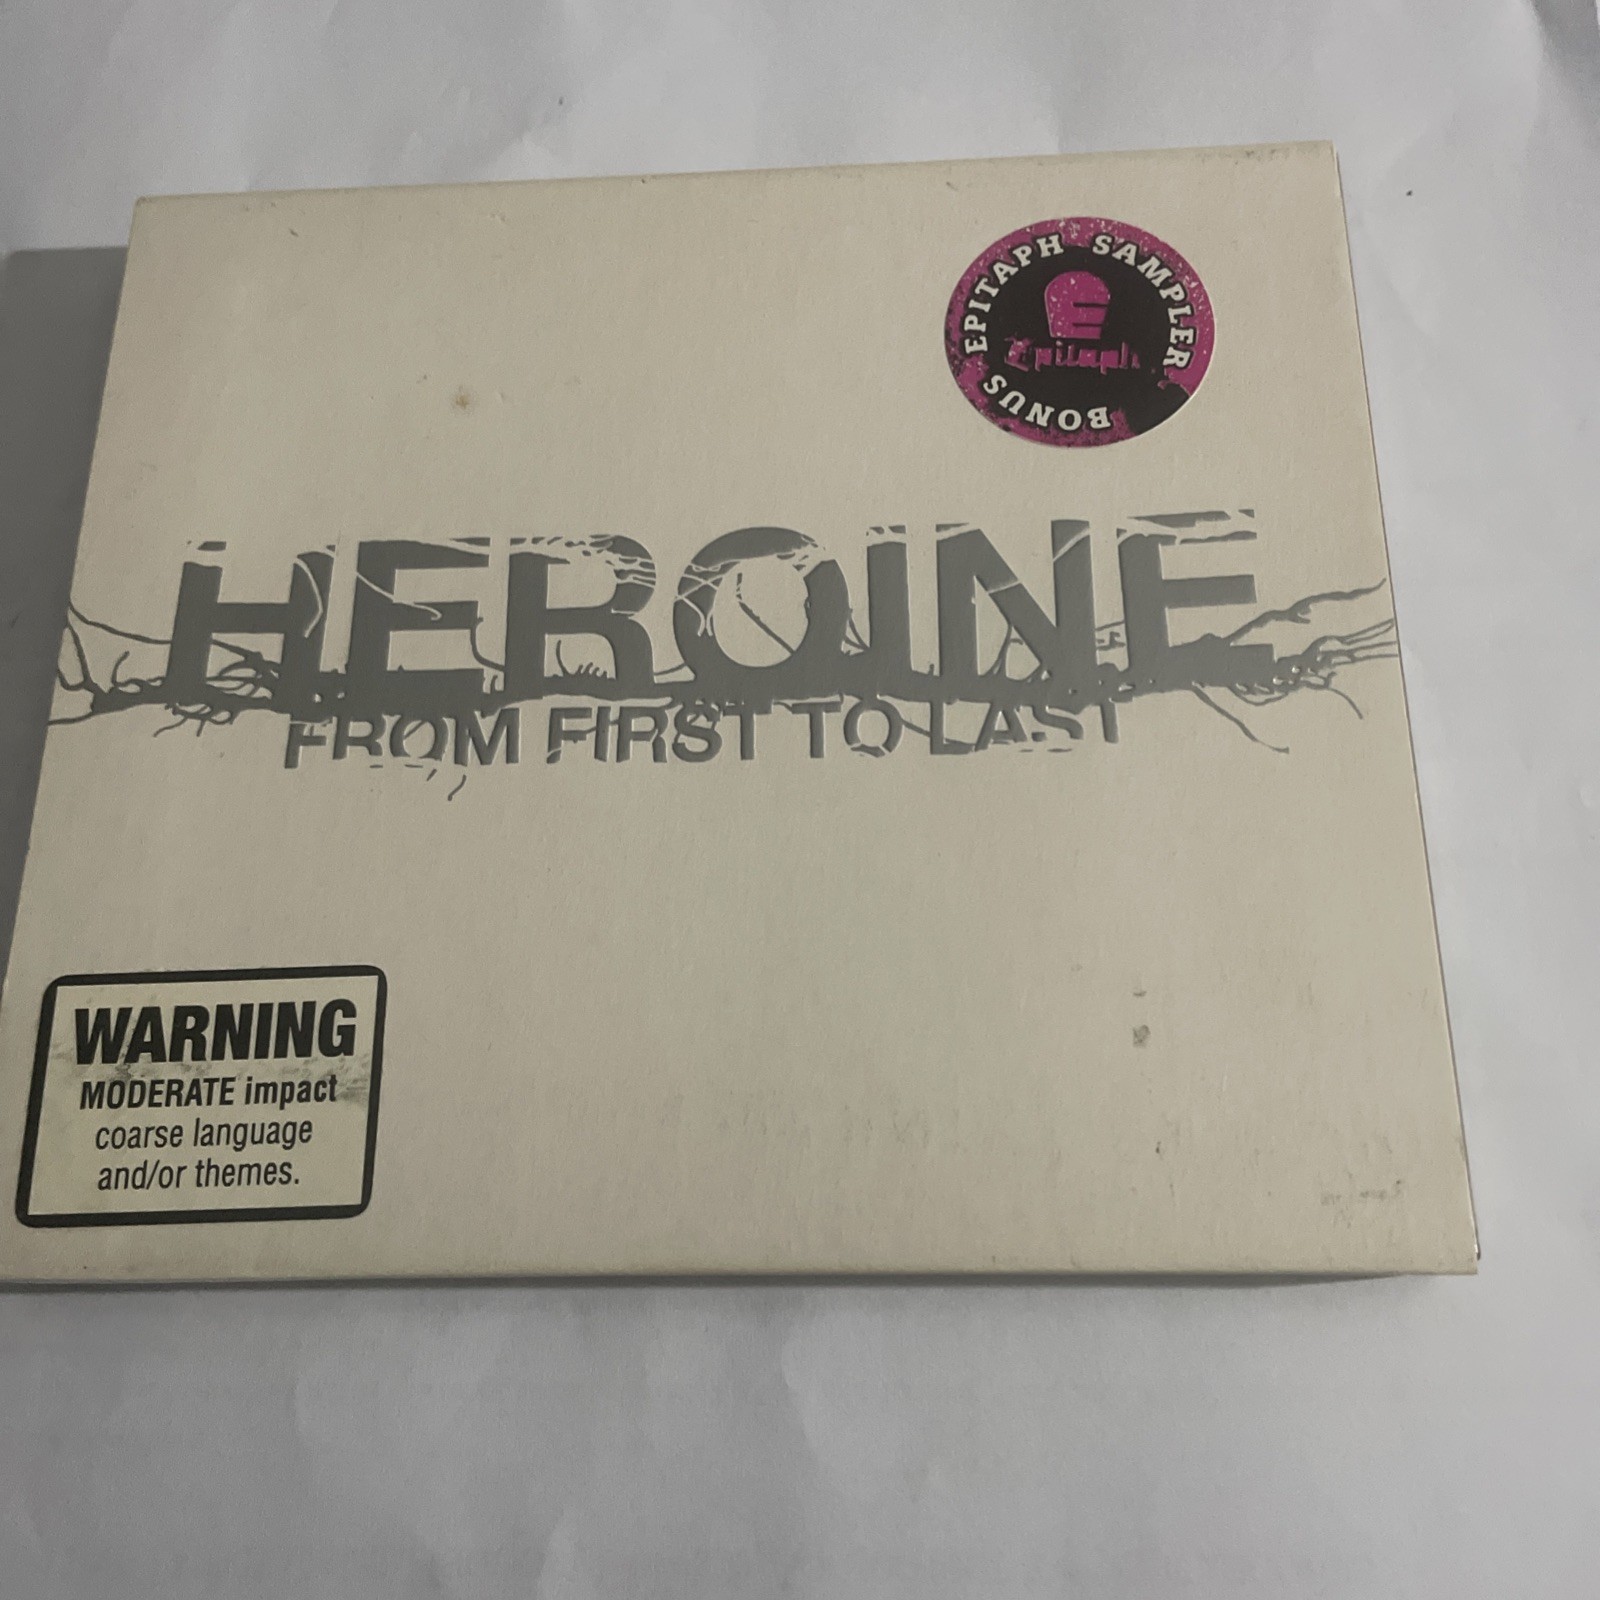 BONUS EPITAPH SAMPLER
Epitaph
HEROINE
FROM FIRST TO LAST
WARNING
MODERATE impact
coarse language
and/or themes.